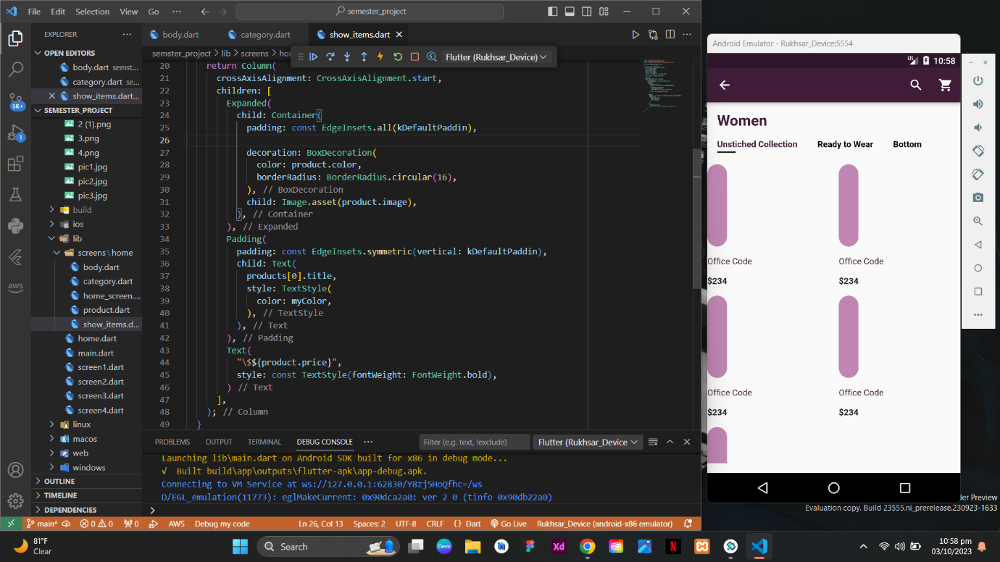 File Edit Selection View Go ··· semester_project
EXPLORER
OPEN EDITORS
body.dart semst...
category.dart se...
show_items.dart...
SEMESTER_PROJECT
2 (1).png
3.png
4.png
pic1.jpg
pic2.jpg
pic3.jpg
build
ios
lib
screens\home
body.dart
category.dart
home_screen....
product.dart
show_items.d...
home.dart
main.dart
screen1.dart
screen2.dart
screen3.dart
screen4.dart
linux
macos
web
windows
OUTLINE
TIMELINE
DEPENDENCIES
5K+
1
aws
body.dart category.dart show_items.dart
semster_project > lib > screens > ho
Flutter (Rukhsar_Device)
20 return Column(
21 crossAxisAlignment: CrossAxisAlignment.start,
22 children: [
23 Expanded(
24 child: Container(
25 padding: const EdgeInsets.all(kDefaultPaddin),
26
27 decoration: BoxDecoration(
28 color: product.color,
29 borderRadius: BorderRadius.circular(16),
30 ), // BoxDecoration
31 child: Image.asset(product.image),
32 ), // Container
33 ), // Expanded
34 Padding(
35 padding: const EdgeInsets.symmetric(vertical: kDefaultPaddin),
36 child: Text(
37 products[0].title,
38 style: TextStyle(
39 color: myColor,
40 ), // TextStyle
41 ), // Text
42 ), // Padding
43 Text(
44 "\$${product.price}",
45 style: const TextStyle(fontWeight: FontWeight.bold),
46 ) // Text
47 ],
48 ); // Column
49 }
PROBLEMS OUTPUT TERMINAL DEBUG CONSOLE ··· Filter (e.g. text, !exclude) Flutter (Rukhsar_Device
Launching lib\main.dart on Android SDK built for x86 in debug mode...
√ Built build\app\outputs\flutter-apk\app-debug.apk.
Connecting to VM Service at ws://127.0.0.1:62830/Y8zj5HoQfhc=/ws
D/EGL_emulation(11773): eglMakeCurrent: 0x90dca2a0: ver 2 0 (tinfo 0x90db22a0)
main* 0 0 0 AWS Debug my code Ln 26, Col 13 Spaces: 2 UTF-8 CRLF {} Dart Go Live Rukhsar_Device (android-x86 emulator)
Android Emulator - Rukhsar_Device:5554
LTE 10:58
Women
Unstiched Collection Ready to Wear Bottom
Office Code Office Code
$234 $234
Office Code Office Code
$234 $234
der Preview
Evaluation copy. Build 23555.ni_prerelease.230923-1633
81°F
Clear
Search
Canva
Xd
N
10:58 pm
03/10/2023